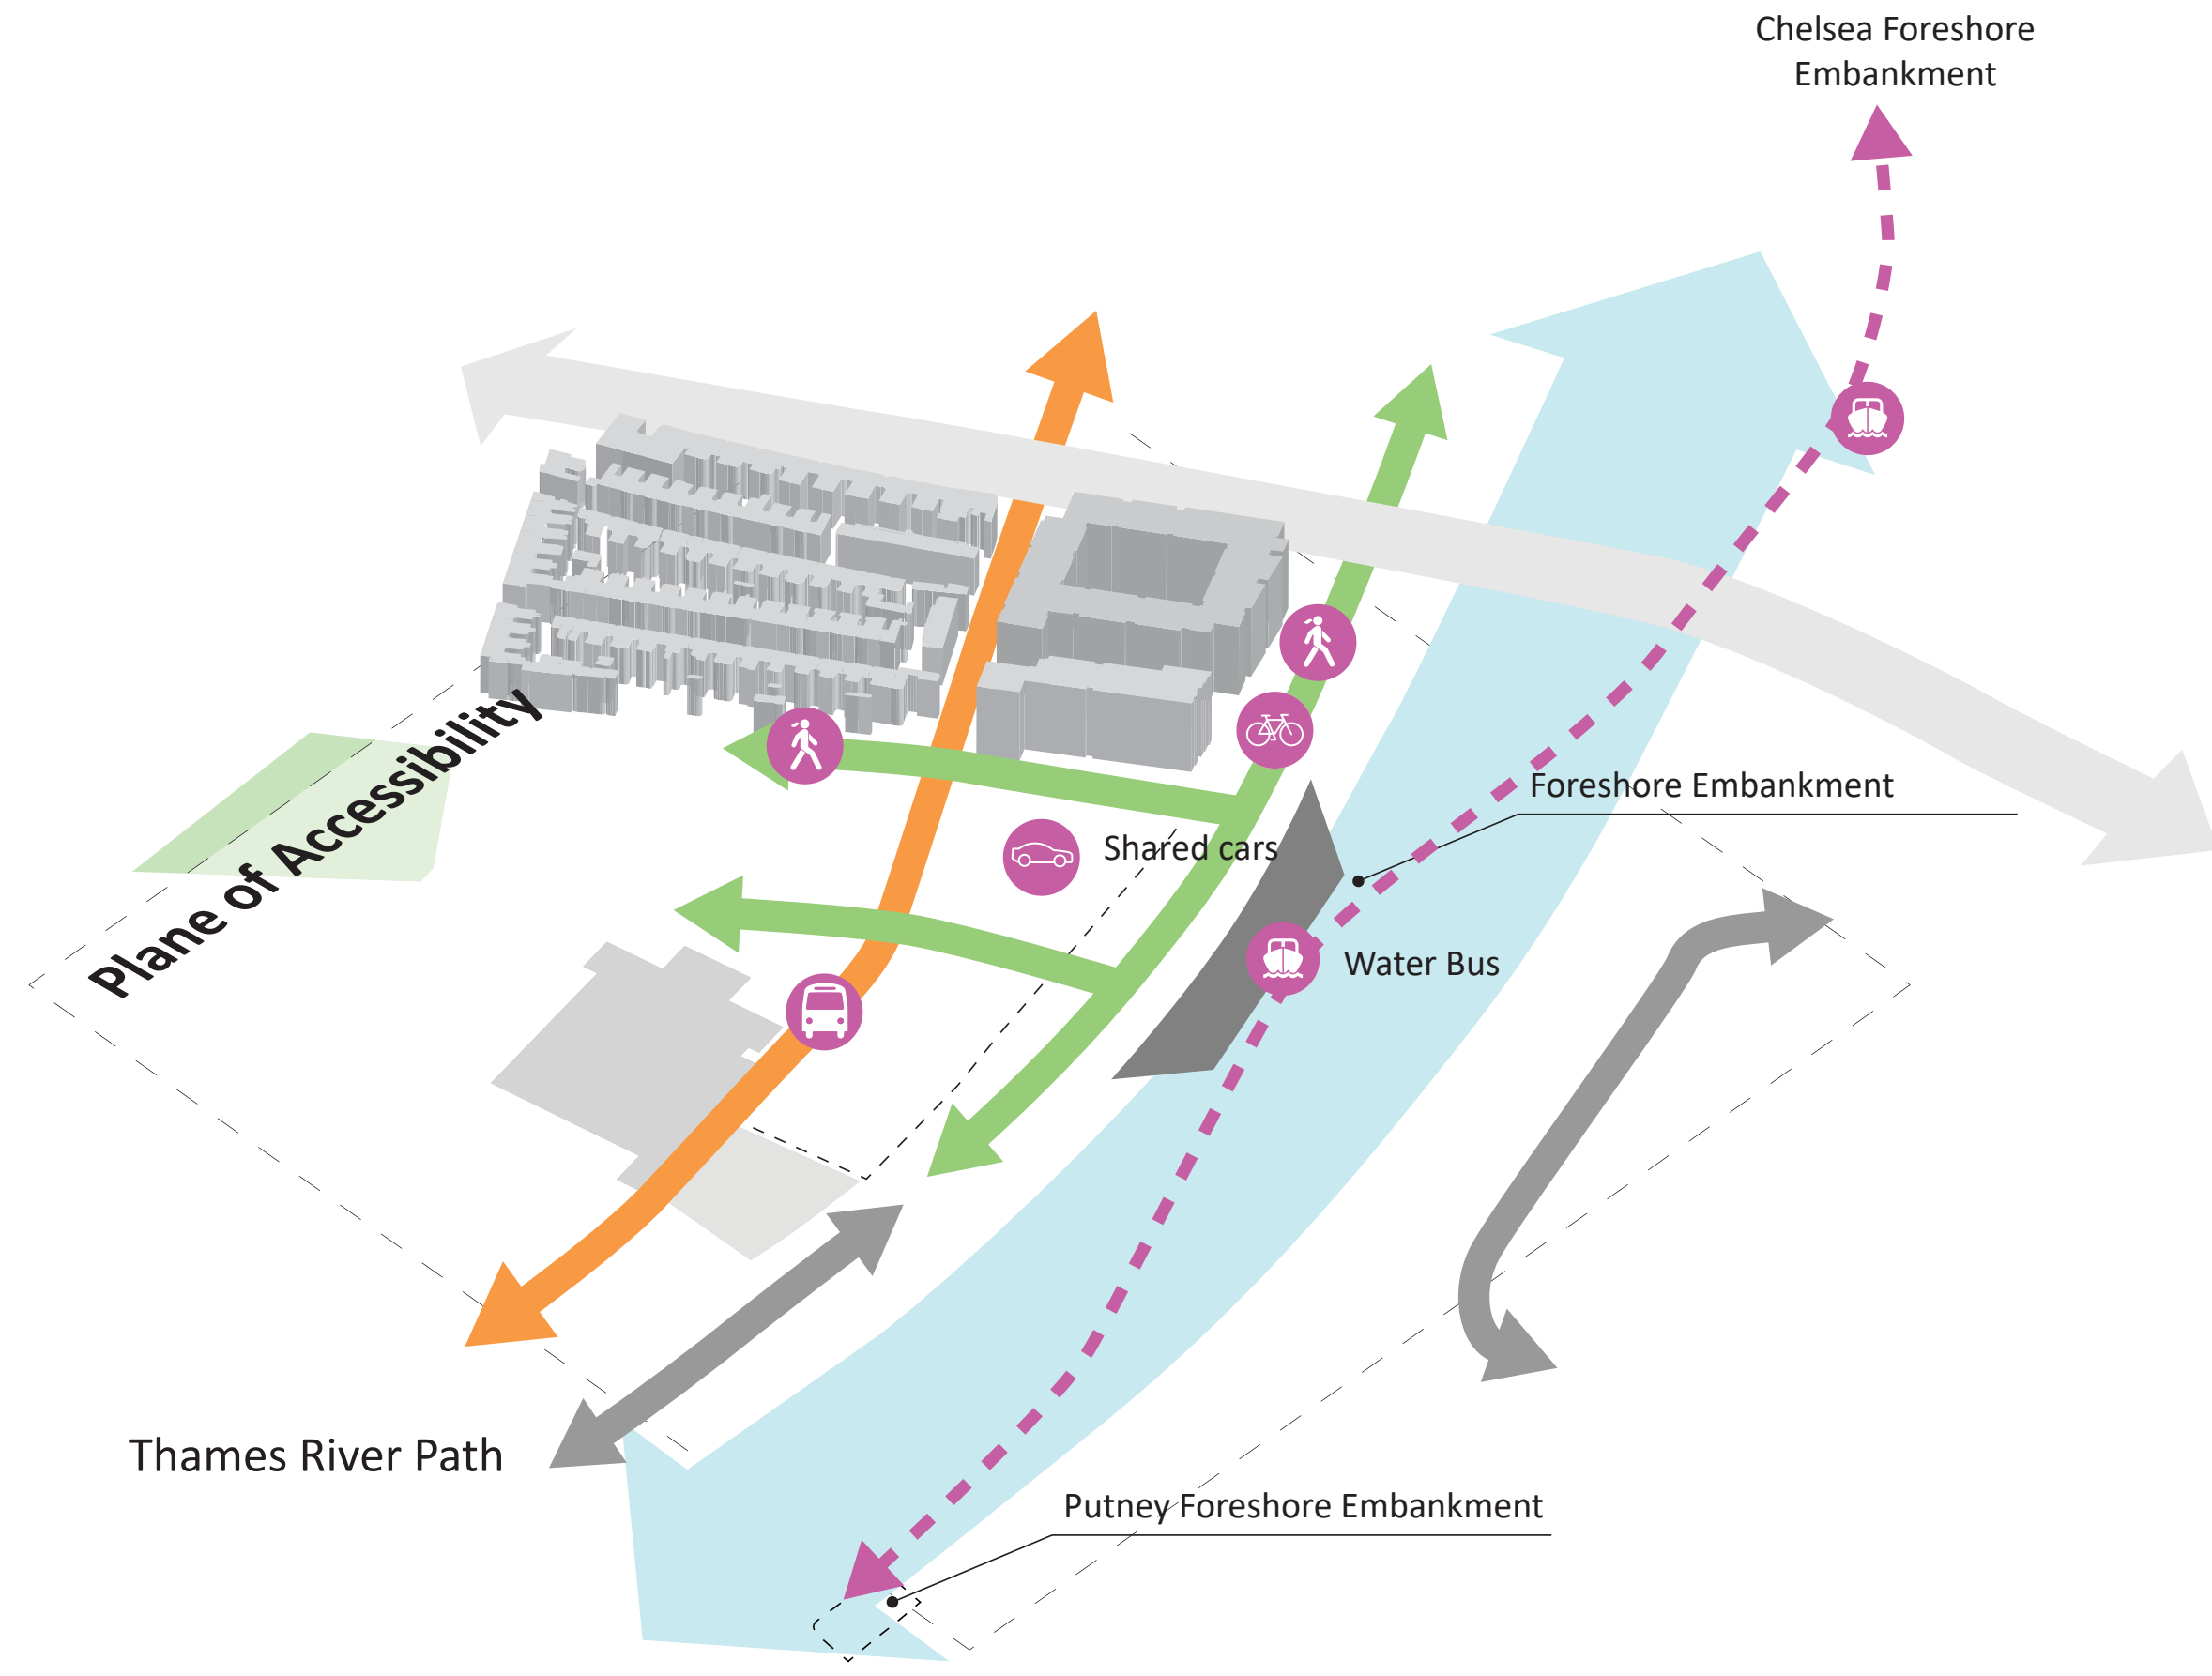 Chelsea Foreshore
Embankment
Plane of Accessibility
Foreshore Embankment
Shared cars
Water Bus
Thames River Path
Putney Foreshore Embankment